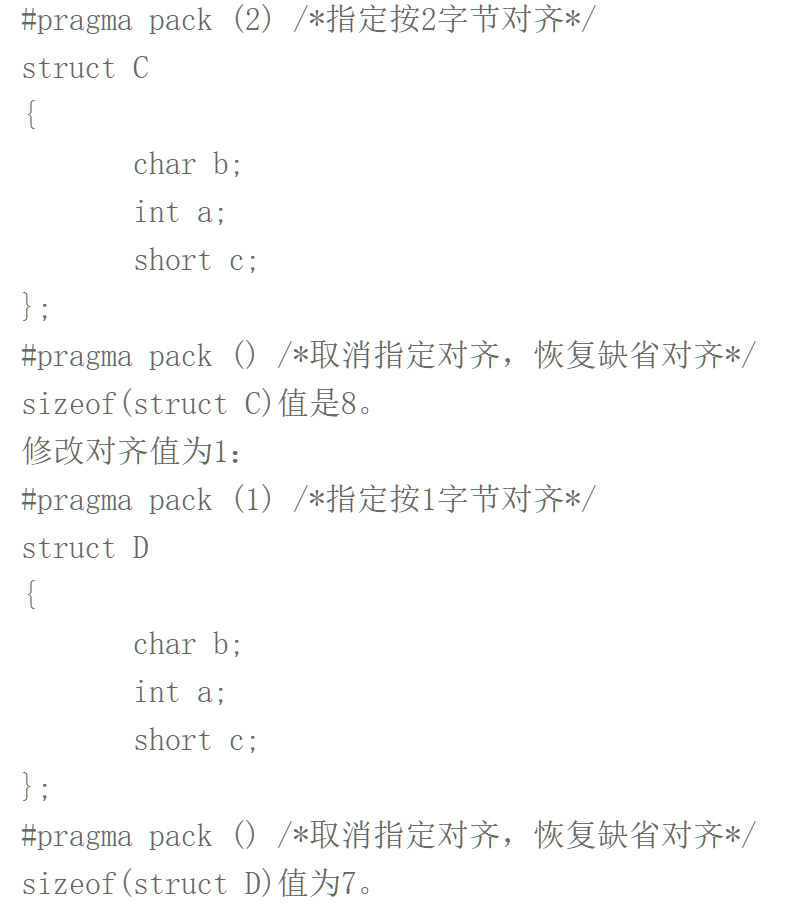 #pragma pack (2) /*指定按2字节对齐*/
struct C
{
char b;
int a;
short c;
};
#pragma pack () /*取消指定对齐，恢复缺省对齐*/
sizeof(struct C)值是8。
修改对齐值为1：
#pragma pack (1) /*指定按1字节对齐*/
struct D
{
char b;
int a;
short c;
};
#pragma pack () /*取消指定对齐，恢复缺省对齐*/
sizeof(struct D)值为7。